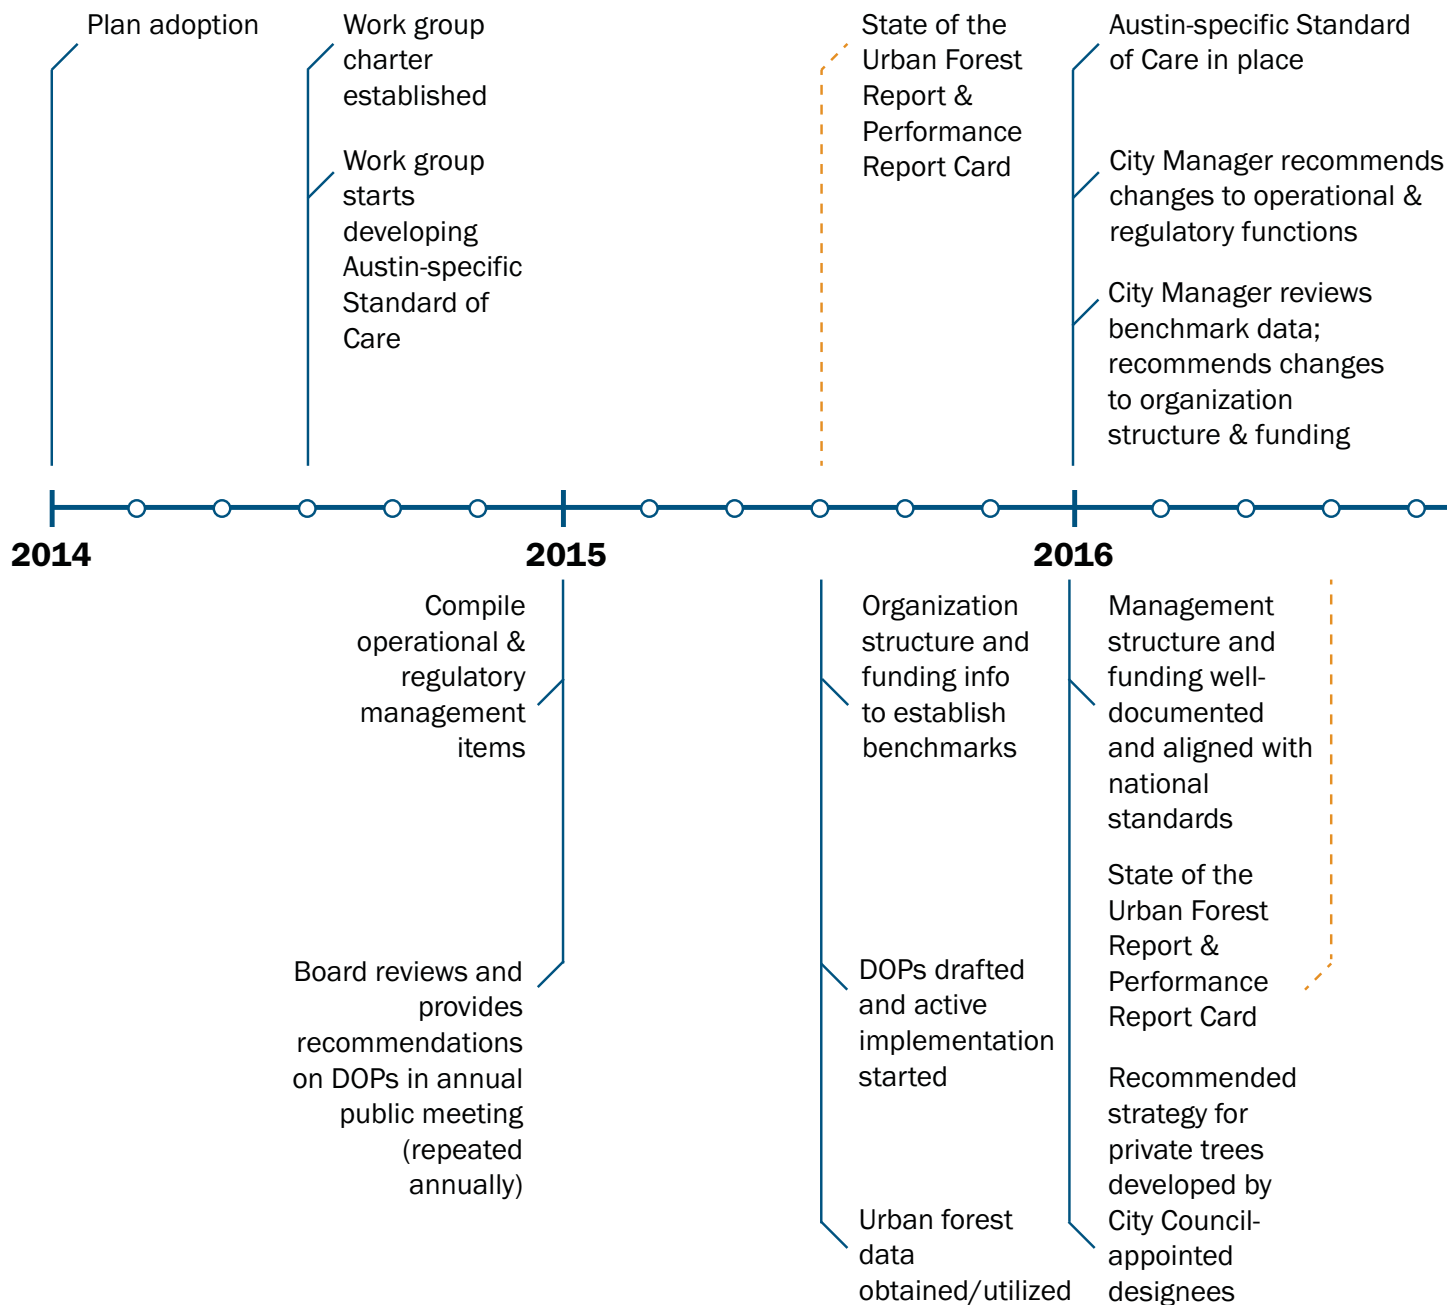 Plan adoption
Work group
charter
established
Work group
starts
developing
Austin-specific
Standard of
Care
State of the
Urban Forest
Report &
Performance
Report Card
Austin-specific Standard
of Care in place
City Manager recommends
changes to operational &
regulatory functions
City Manager reviews
benchmark data;
recommends changes
to organization
structure & funding
2014
2015
2016
Compile
operational &
regulatory
management
items
Board reviews and
provides
recommendations
on DOPs in annual
public meeting
(repeated
annually)
Organization
structure and
funding info
to establish
benchmarks
DOPs drafted
and active
implementation
started
Urban forest
data
obtained/utilized
Management
structure and
funding well-
documented
and aligned with
national
standards
State of the
Urban Forest
Report &
Performance
Report Card
Recommended
strategy for
private trees
developed by
City Council-
appointed
designees